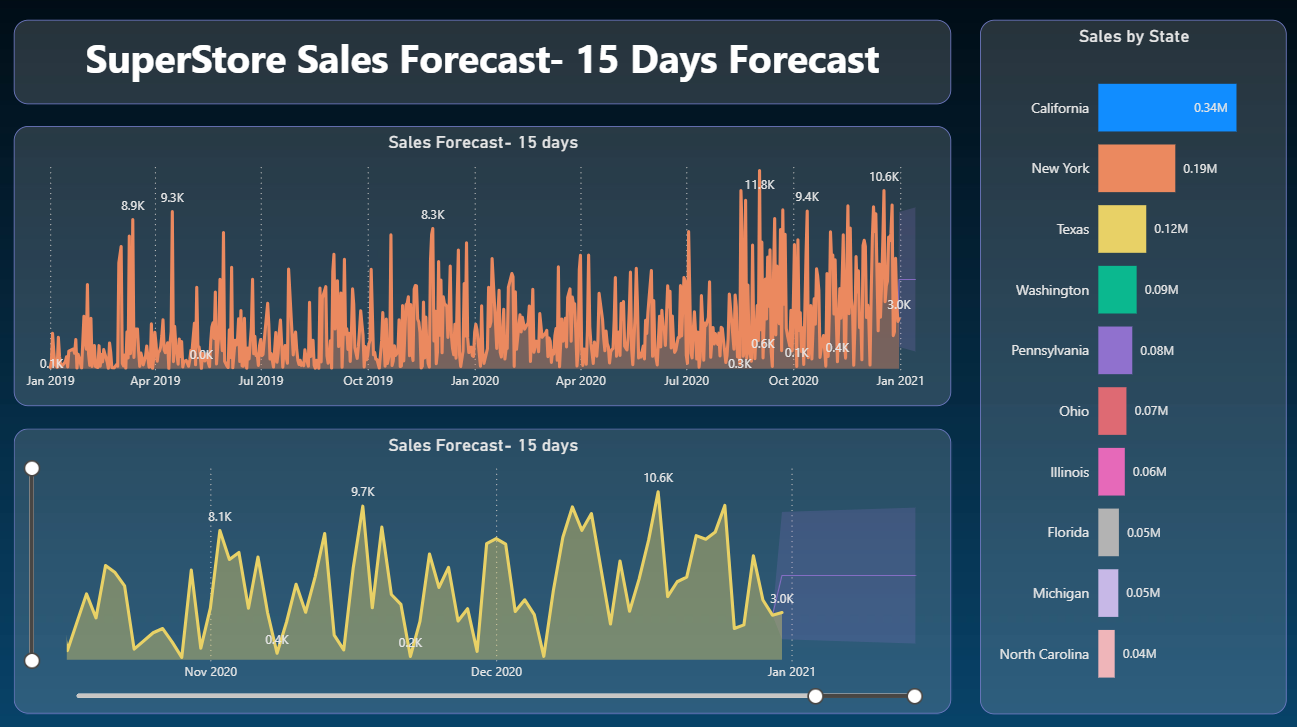 SuperStore Sales Forecast- 15 Days Forecast
Sales Forecast- 15 days
8.9K
9.3K
8.3K
11.8K
9.4K
10.6K
3.0K
0.1K
0.0K
0.3K
0.6K
0.1K
0.4K
Jan 2019
Apr 2019
Jul 2019
Oct 2019
Jan 2020
Apr 2020
Jul 2020
Oct 2020
Jan 2021
Sales Forecast- 15 days
8.1K
9.7K
10.6K
3.0K
0.4K
0.2K
Nov 2020
Dec 2020
Jan 2021
Sales by State
California 0.34M
New York 0.19M
Texas 0.12M
Washington 0.09M
Pennsylvania 0.08M
Ohio 0.07M
Illinois 0.06M
Florida 0.05M
Michigan 0.05M
North Carolina 0.04M